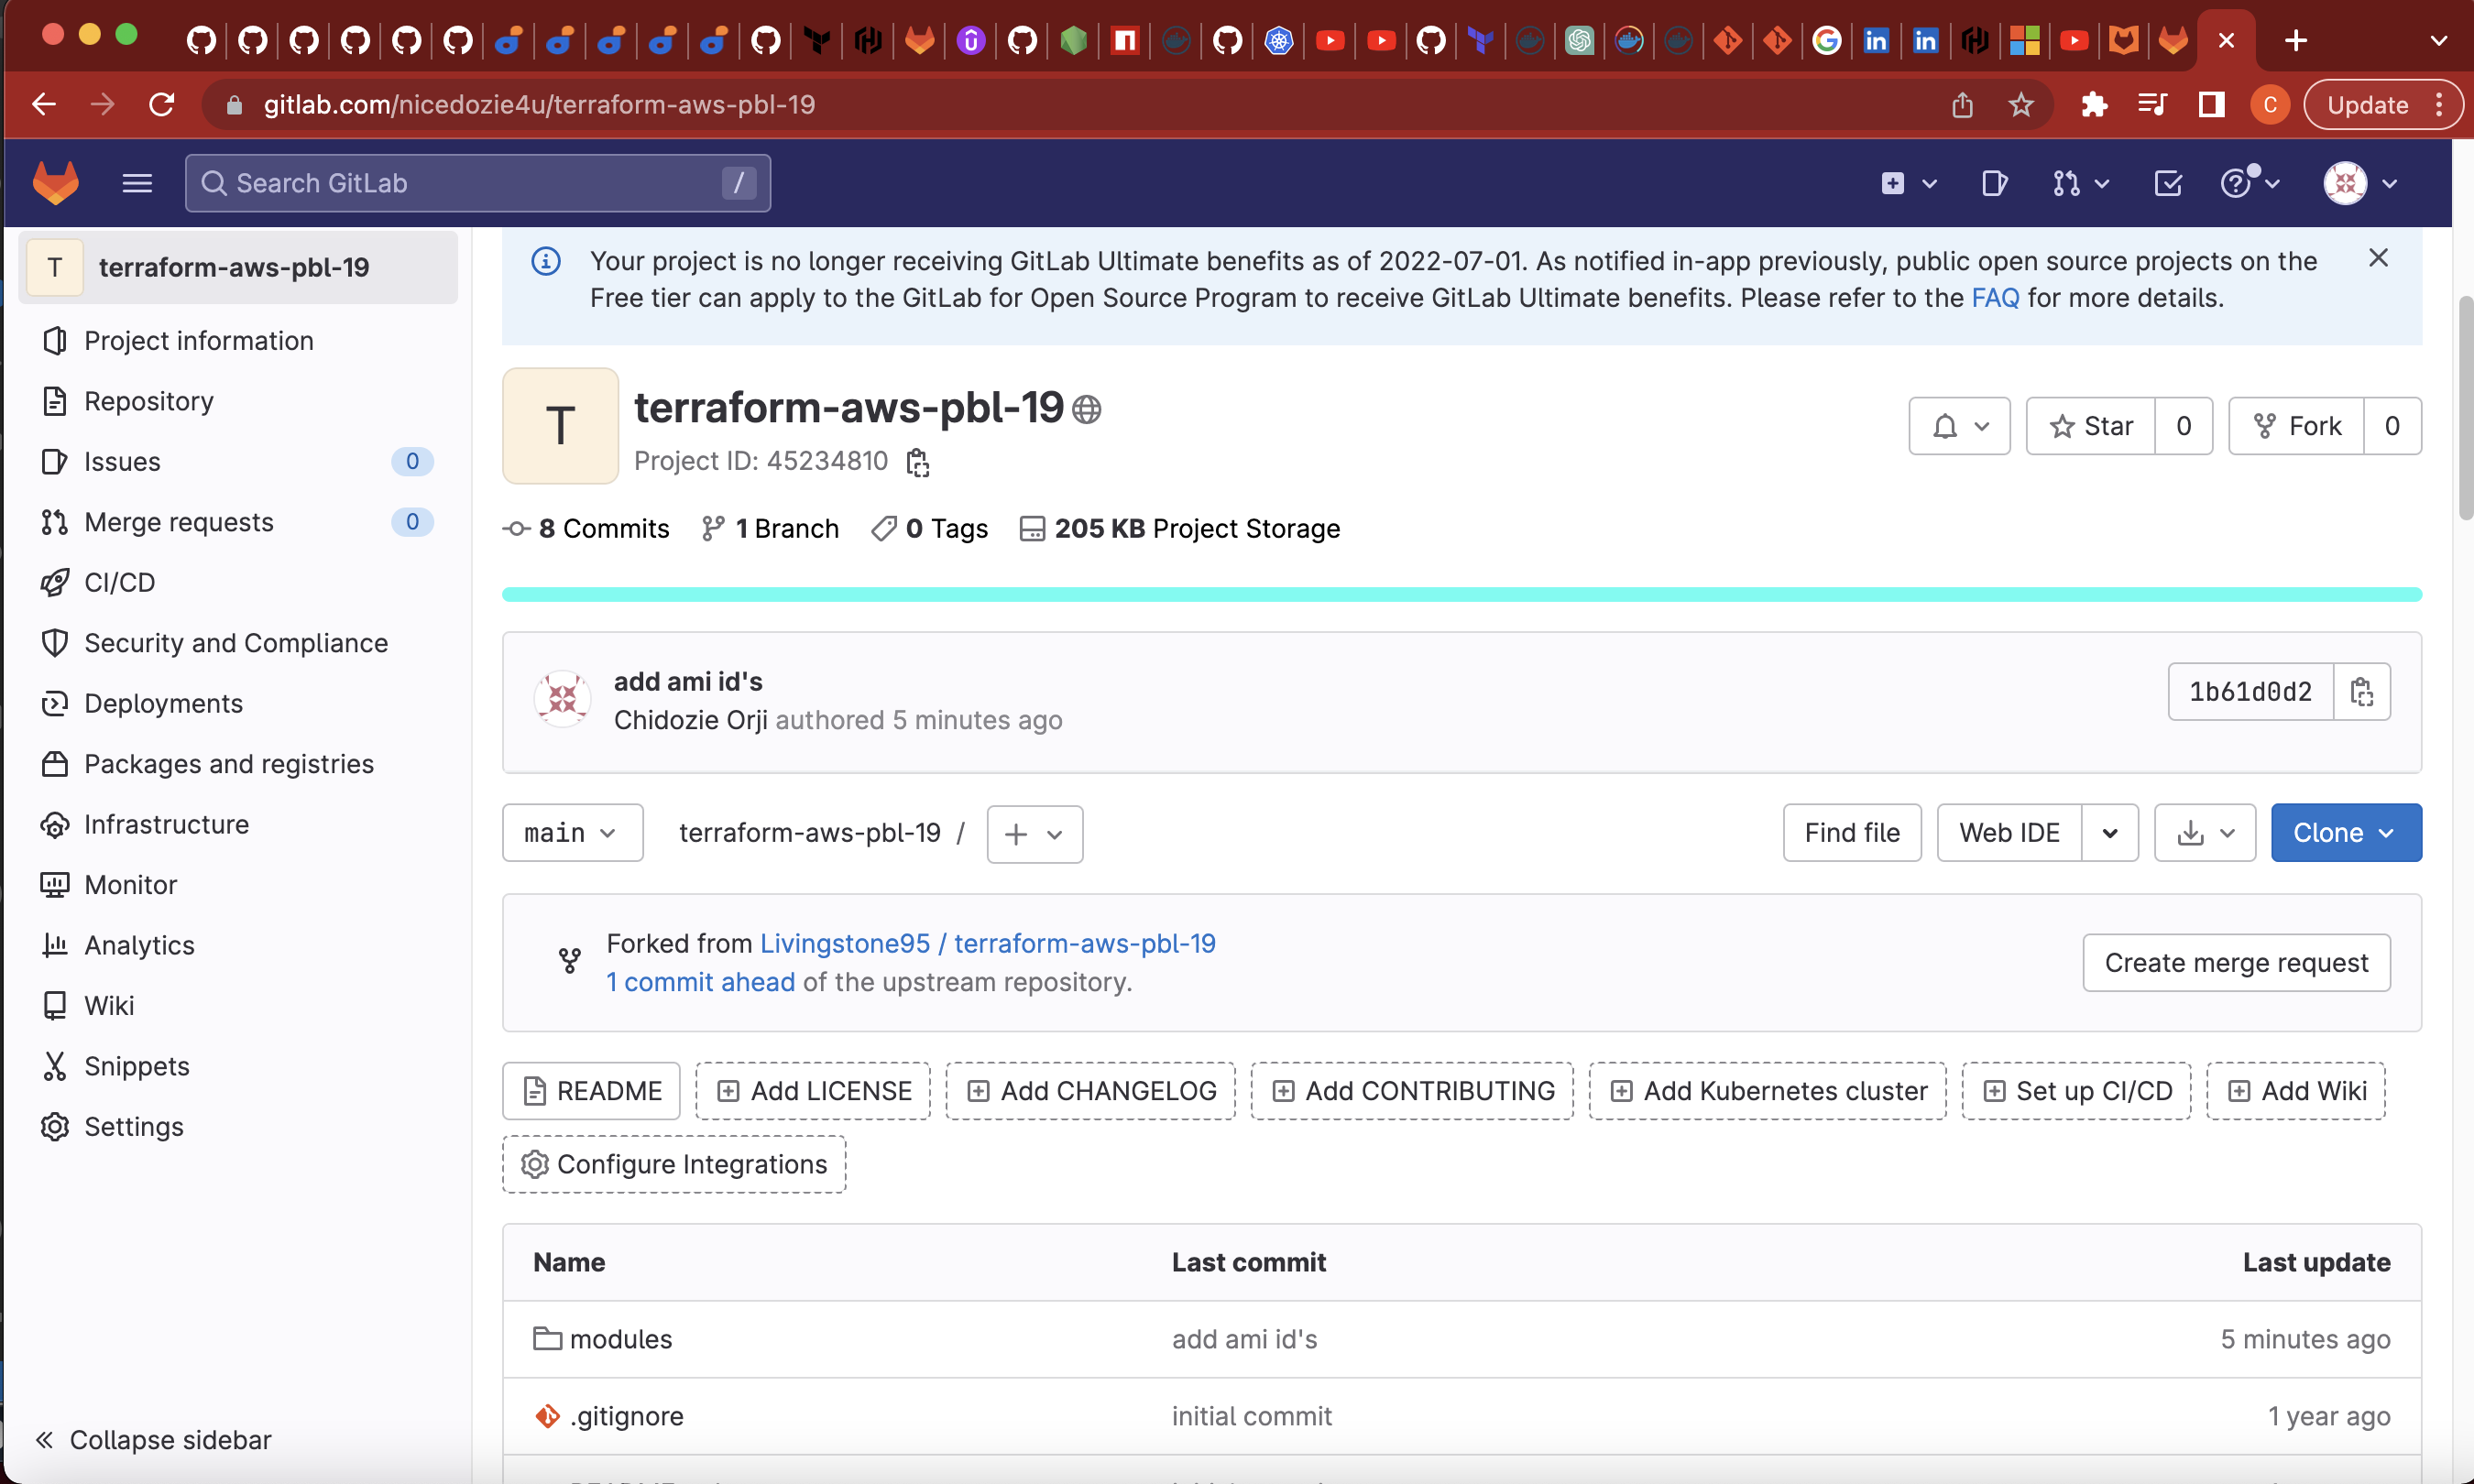 gitlab.com/nicedozie4u/terraform-aws-pbl-19
C
Update
Search GitLab
/
T
terraform-aws-pbl-19
Project information
Repository
Issues
0
Merge requests
0
CI/CD
Security and Compliance
Deployments
Packages and registries
Infrastructure
Monitor
Analytics
Wiki
Snippets
Settings
Collapse sidebar
Your project is no longer receiving GitLab Ultimate benefits as of 2022-07-01. As notified in-app previously, public open source projects on the
Free tier can apply to the GitLab for Open Source Program to receive GitLab Ultimate benefits. Please refer to the FAQ for more details.
T
terraform-aws-pbl-19
Project ID: 45234810
Star
0
Fork
0
8 Commits
1 Branch
0 Tags
205 KB Project Storage
add ami id's
Chidozie Orji authored 5 minutes ago
1b61d0d2
main
terraform-aws-pbl-19 /
Find file
Web IDE
Clone
Forked from Livingstone95 / terraform-aws-pbl-19
1 commit ahead of the upstream repository.
Create merge request
README
Add LICENSE
Add CHANGELOG
Add CONTRIBUTING
Add Kubernetes cluster
Set up CI/CD
Add Wiki
Configure Integrations
Name
Last commit
Last update
modules
add ami id's
5 minutes ago
.gitignore
initial commit
1 year ago